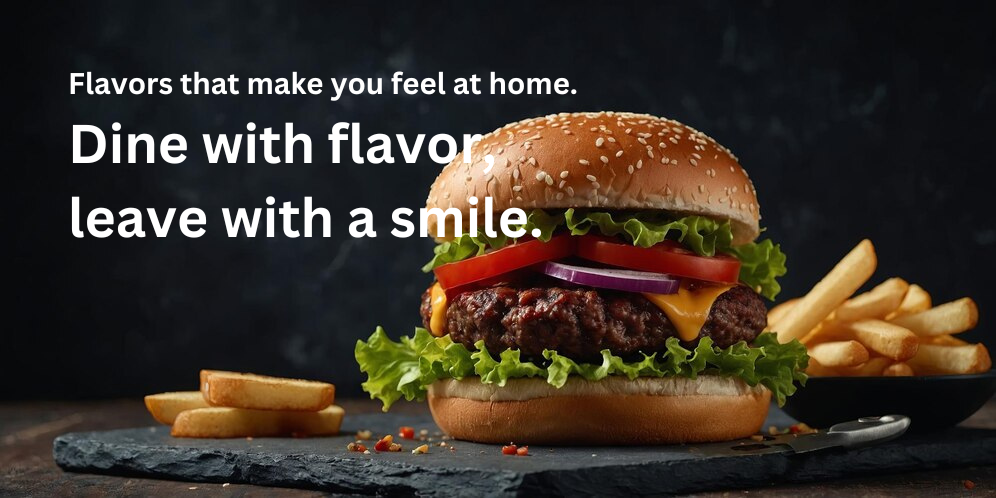 Flavors that make you feel at home.
Dine with flavor,
leave with a smile.